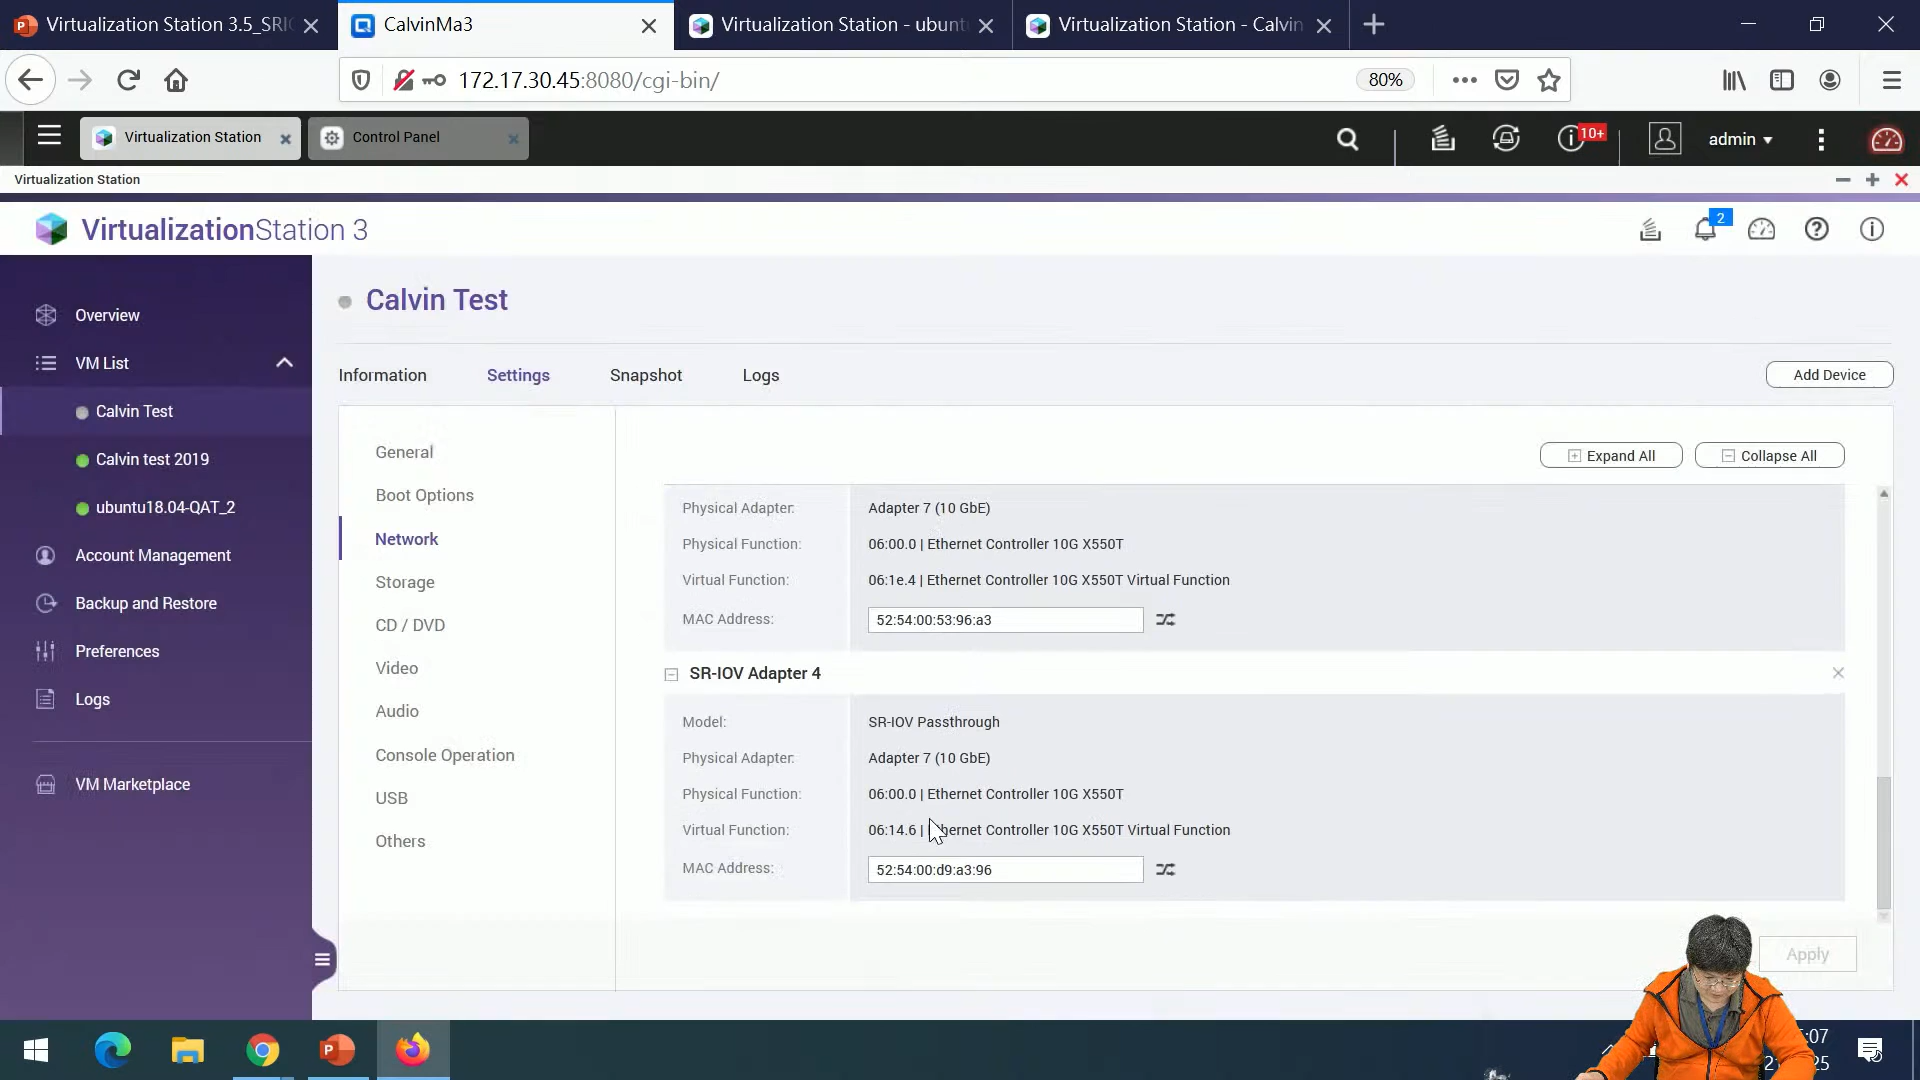 Virtualization Station 3.5_SRI
CalvinMa3
Virtualization Station - ubunt
Virtualization Station - Calvin
172.17.30.45:8080/cgi-bin/
80%
Virtualization Station
Control Panel
10+
admin
Virtualization Station
VirtualizationStation 3
2
Overview
VM List
Calvin Test
Calvin test 2019
ubuntu18.04-QAT_2
Account Management
Backup and Restore
Preferences
Logs
VM Marketplace
Calvin Test
Information
Settings
Snapshot
Logs
Add Device
General
Boot Options
Network
Storage
CD / DVD
Video
Audio
Console Operation
USB
Others
Expand All
Collapse All
Physical Adapter: Adapter 7 (10 GbE)
Physical Function: 06:00.0 | Ethernet Controller 10G X550T
Virtual Function: 06:1e.4 | Ethernet Controller 10G X550T Virtual Function
MAC Address: 52:54:00:53:96:a3
SR-IOV Adapter 4
Model: SR-IOV Passthrough
Physical Adapter: Adapter 7 (10 GbE)
Physical Function: 06:00.0 | Ethernet Controller 10G X550T
Virtual Function: 06:14.6 | Ethernet Controller 10G X550T Virtual Function
MAC Address: 52:54:00:d9:a3:96
Apply